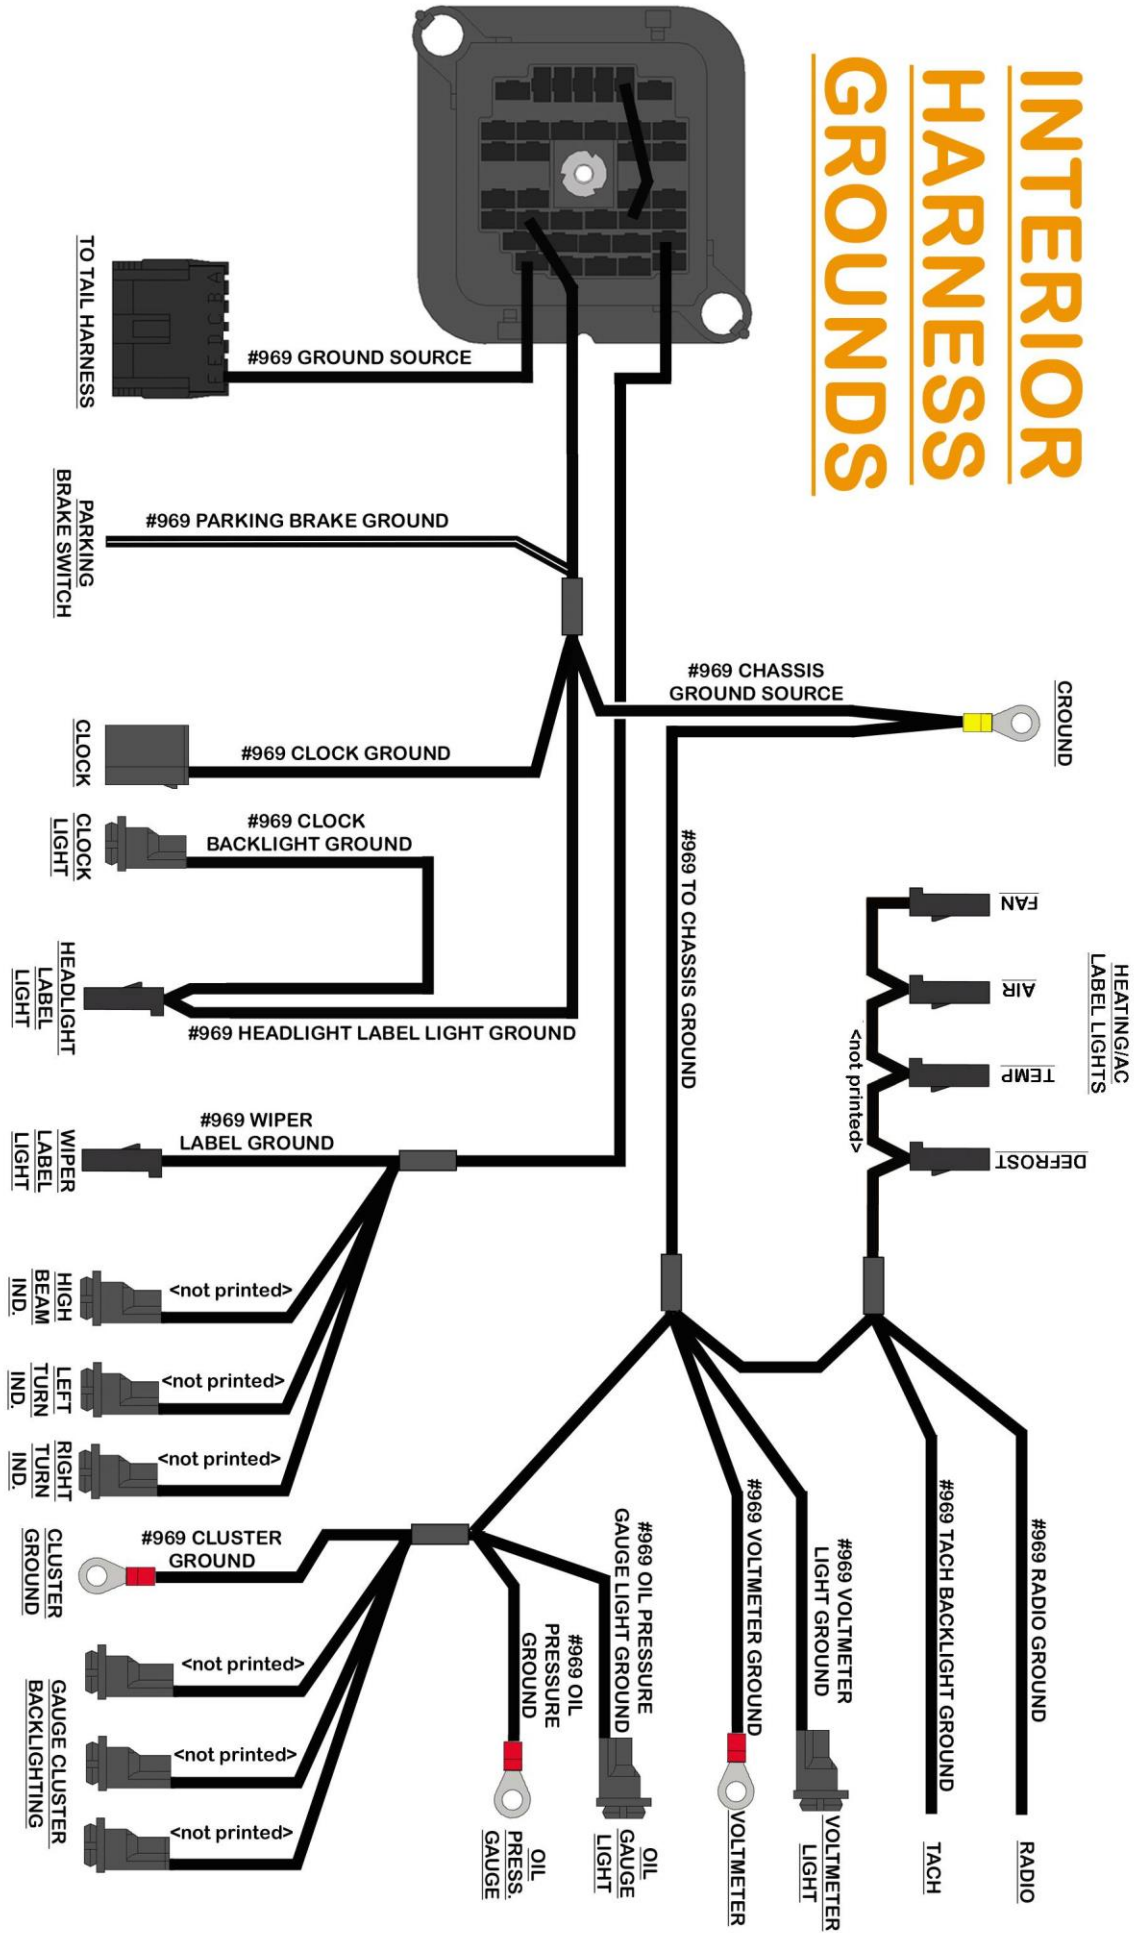 INTERIOR
HARNESS
GROUNDS
A
B
C
D
E
F
TO TAIL HARNESS
#969 GROUND SOURCE
PARKING
BRAKE SWITCH
#969 PARKING BRAKE GROUND
#969 CHASSIS
GROUND SOURCE
CROUND
CLOCK
#969 CLOCK GROUND
CLOCK
LIGHT
#969 CLOCK
BACKLIGHT GROUND
HEADLIGHT
LABEL
LIGHT
#969 HEADLIGHT LABEL LIGHT GROUND
#969 TO CHASSIS GROUND
HEATING/AC
LABEL LIGHTS
FAN
AIR
TEMP
DEFROST
<not printed>
WIPER
LABEL
LIGHT
#969 WIPER
LABEL GROUND
HIGH
BEAM
IND.
<not printed>
LEFT
TURN
IND.
<not printed>
RIGHT
TURN
IND.
<not printed>
CLUSTER
GROUND
#969 CLUSTER
GROUND
GAUGE CLUSTER
BACKLIGHTING
<not printed>
<not printed>
<not printed>
#969 OIL
PRESSURE
GROUND
OIL
PRESS.
GAUGE
#969 OIL PRESSURE
GAUGE LIGHT GROUND
OIL
GAUGE
LIGHT
#969 VOLTMETER GROUND
VOLTMETER
#969 VOLTMETER
LIGHT GROUND
VOLTMETER
LIGHT
#969 TACH BACKLIGHT GROUND
TACH
#969 RADIO GROUND
RADIO